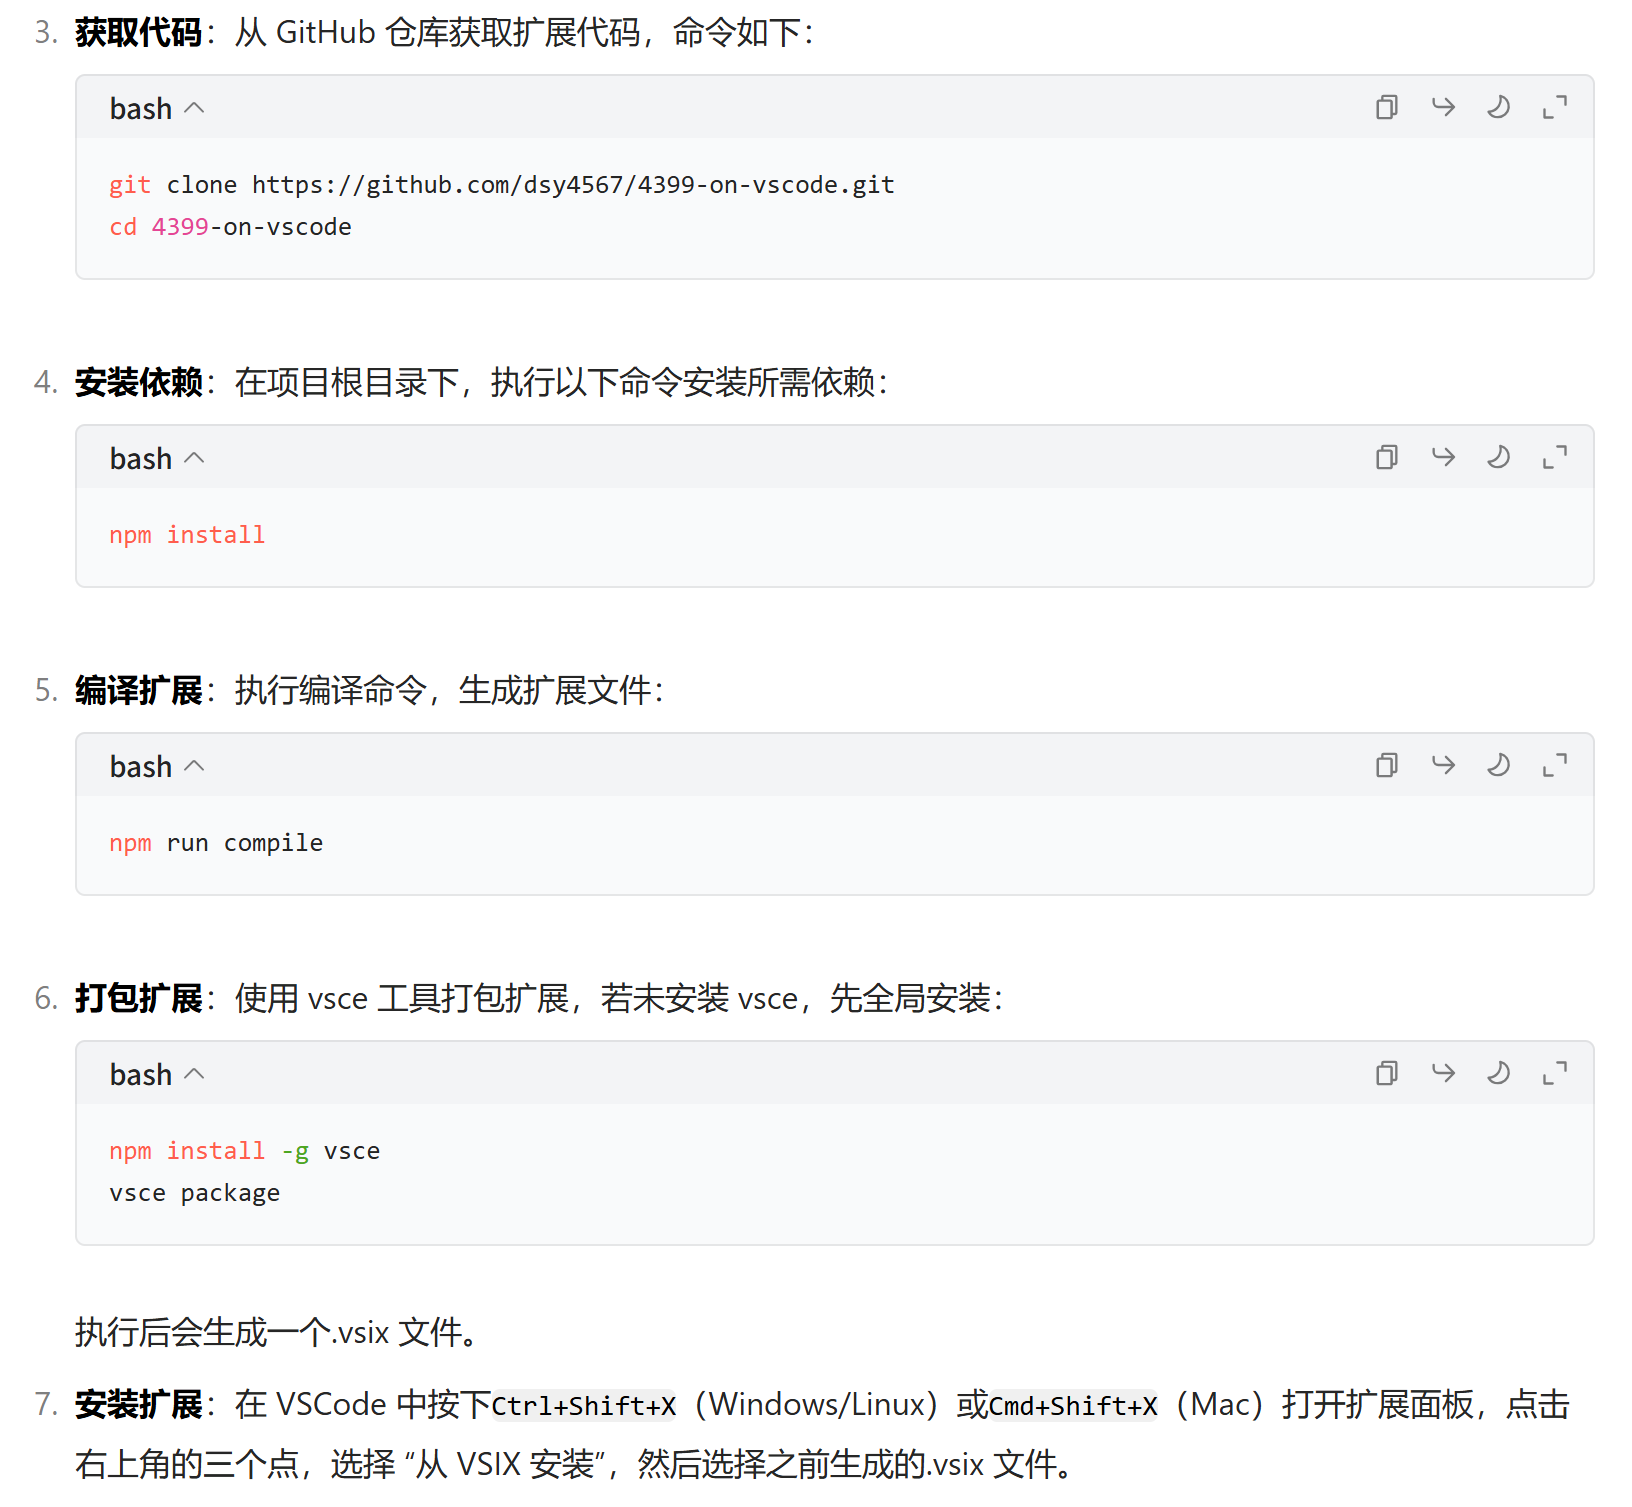 3. 获取代码：从 GitHub 仓库获取扩展代码，命令如下：
bash
git clone https://github.com/dsy4567/4399-on-vscode.git
cd 4399-on-vscode
4. 安装依赖：在项目根目录下，执行以下命令安装所需依赖：
bash
npm install
5. 编译扩展：执行编译命令，生成扩展文件：
bash
npm run compile
6. 打包扩展：使用 vsce 工具打包扩展，若未安装 vsce，先全局安装：
bash
npm install -g vsce
vsce package
执行后会生成一个.vsix 文件。
7. 安装扩展：在 VSCode 中按下Ctrl+Shift+X（Windows/Linux）或Cmd+Shift+X（Mac）打开扩展面板，点击
右上角的三个点，选择 “从 VSIX 安装”，然后选择之前生成的.vsix 文件。